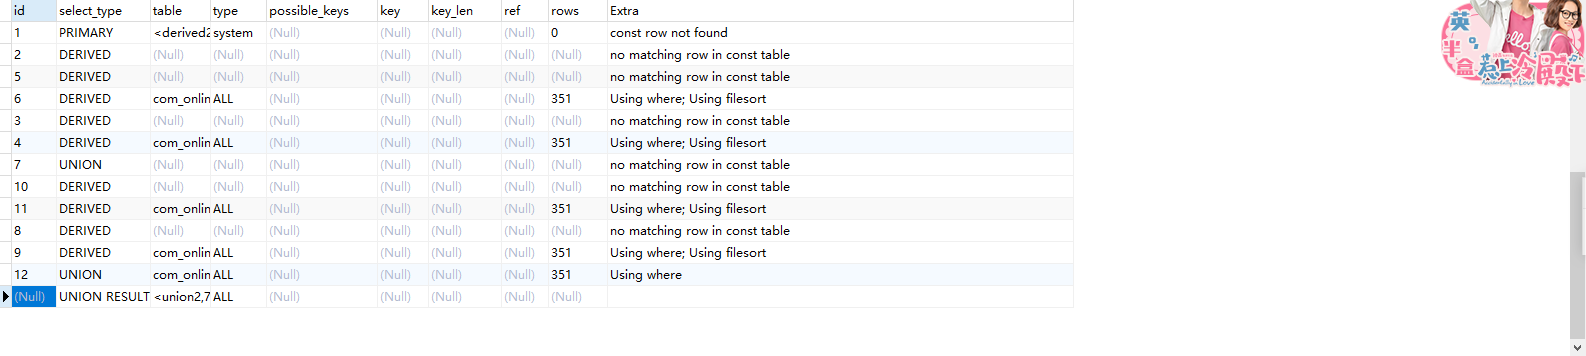 id select_type table type possible_keys key key_len ref rows Extra
1 PRIMARY <derived2 system (Null) (Null) (Null) (Null) 0 const row not found
2 DERIVED (Null) (Null) (Null) (Null) (Null) (Null) (Null) no matching row in const table
5 DERIVED (Null) (Null) (Null) (Null) (Null) (Null) (Null) no matching row in const table
6 DERIVED com_onlin ALL (Null) (Null) (Null) (Null) 351 Using where; Using filesort
3 DERIVED (Null) (Null) (Null) (Null) (Null) (Null) (Null) no matching row in const table
4 DERIVED com_onlin ALL (Null) (Null) (Null) (Null) 351 Using where; Using filesort
7 UNION (Null) (Null) (Null) (Null) (Null) (Null) (Null) no matching row in const table
10 DERIVED (Null) (Null) (Null) (Null) (Null) (Null) (Null) no matching row in const table
11 DERIVED com_onlin ALL (Null) (Null) (Null) (Null) 351 Using where; Using filesort
8 DERIVED (Null) (Null) (Null) (Null) (Null) (Null) (Null) no matching row in const table
9 DERIVED com_onlin ALL (Null) (Null) (Null) (Null) 351 Using where; Using filesort
12 UNION com_onlin ALL (Null) (Null) (Null) (Null) 351 Using where
(Null) UNION RESULT <union2,7 ALL (Null) (Null) (Null) (Null) (Null)
英
半
惹上冷殿下
Accidentally in Love